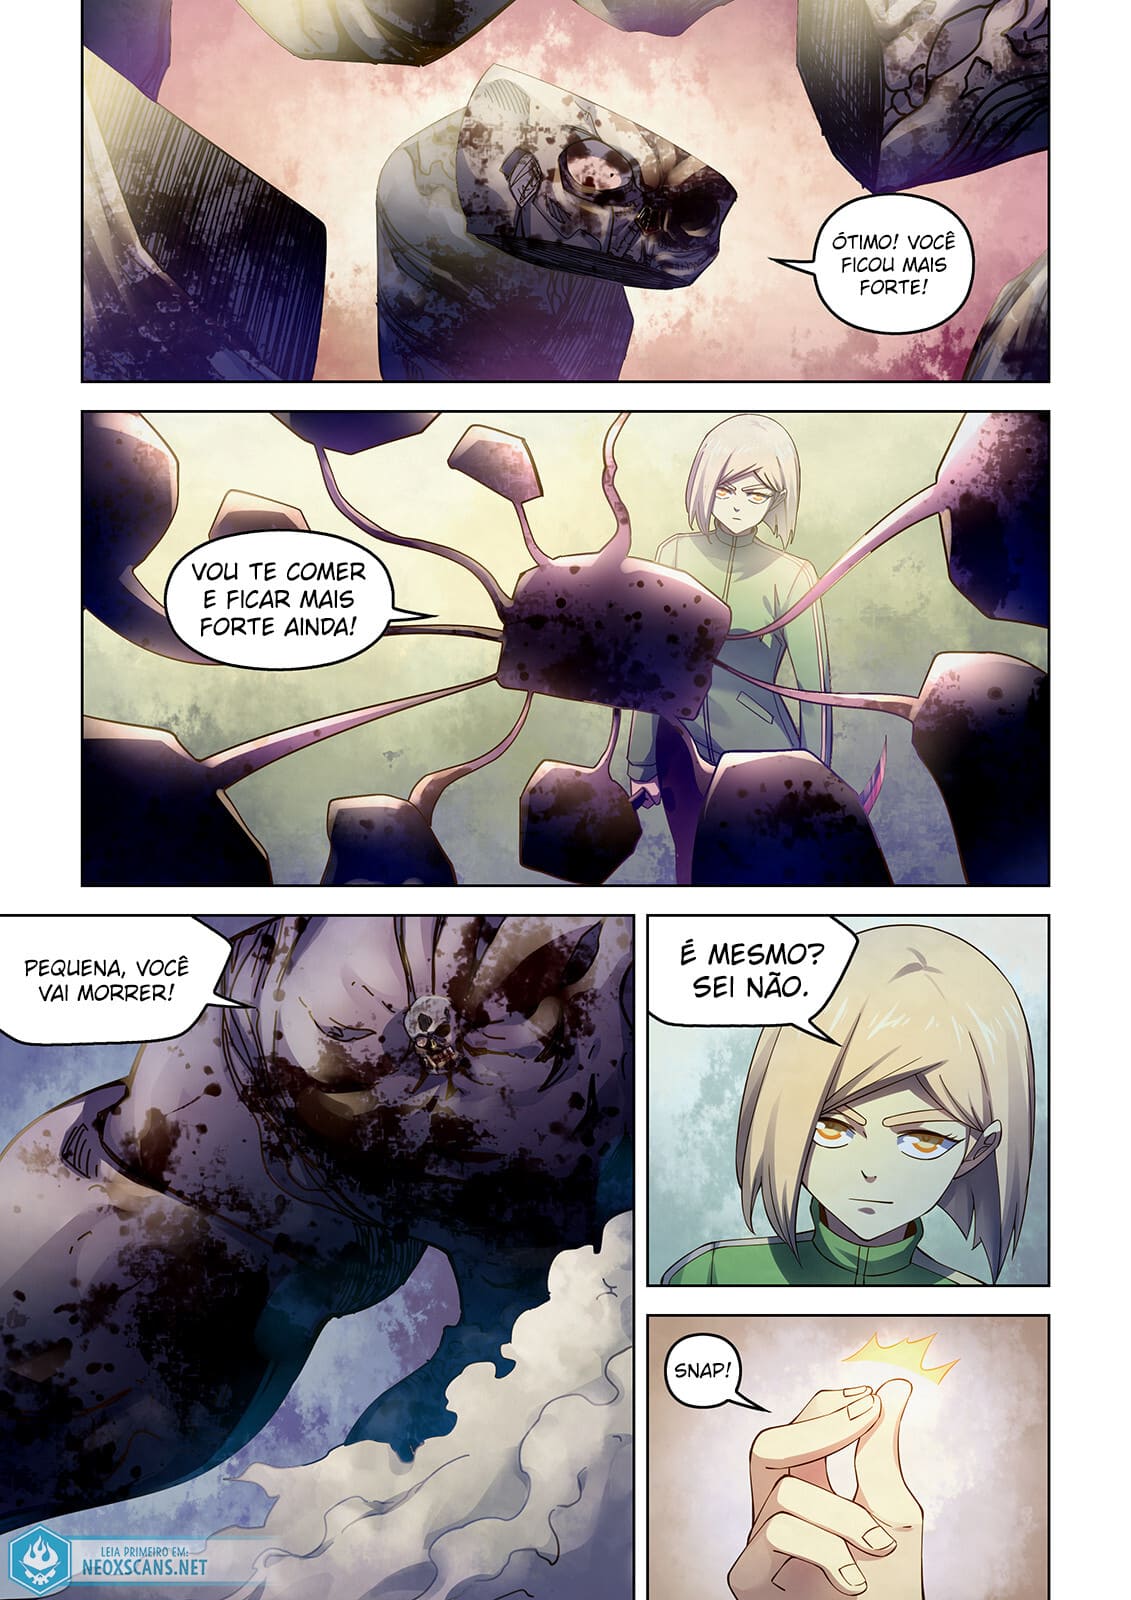 ÓTIMO! VOCÊ
FICOU MAIS
FORTE!
VOU TE COMER
E FICAR MAIS
FORTE AINDA!
PEQUENA, VOCÊ
VAI MORRER!
É MESMO?
SEI NÃO.
SNAP!
LEIA PRIMEIRO EM:
NEOXSCANS.NET